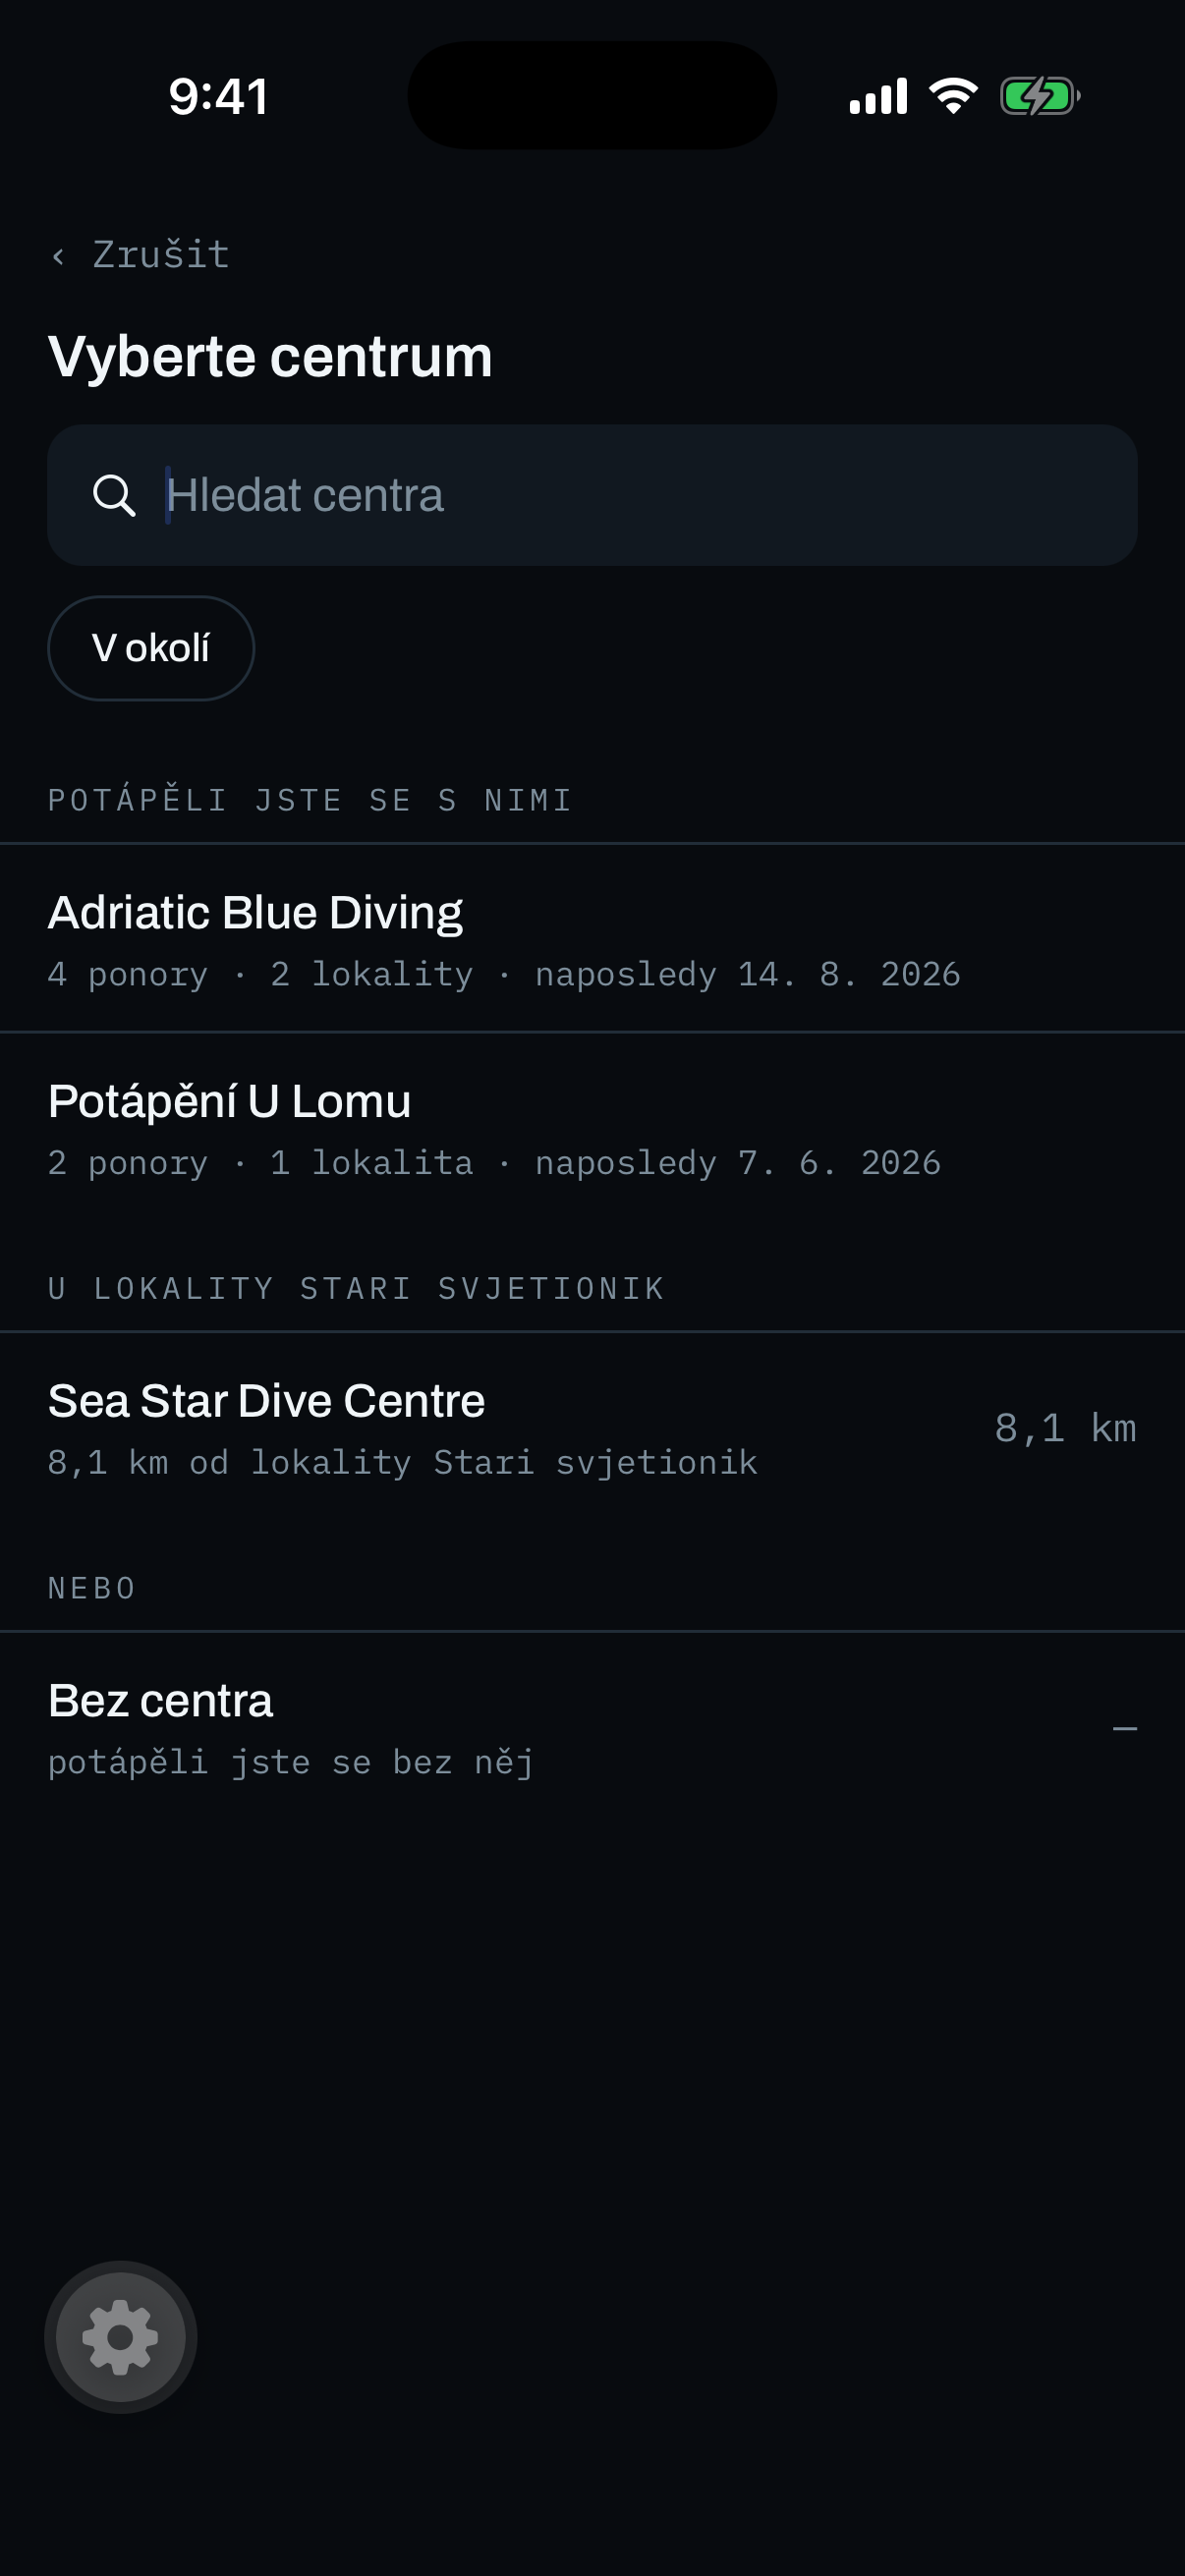 9:41
‹ Zrušit
Vyberte centrum
Hledat centra
V okolí
POTÁPĚLI JSTE SE S NIMI
Adriatic Blue Diving
4 ponory · 2 lokality · naposledy 14. 8. 2026
Potápění U Lomu
2 ponory · 1 lokalita · naposledy 7. 6. 2026
U LOKALITY STARI SVJETIONIK
Sea Star Dive Centre
8,1 km
8,1 km od lokality Stari svjetionik
NEBO
Bez centra
—
potápěli jste se bez něj